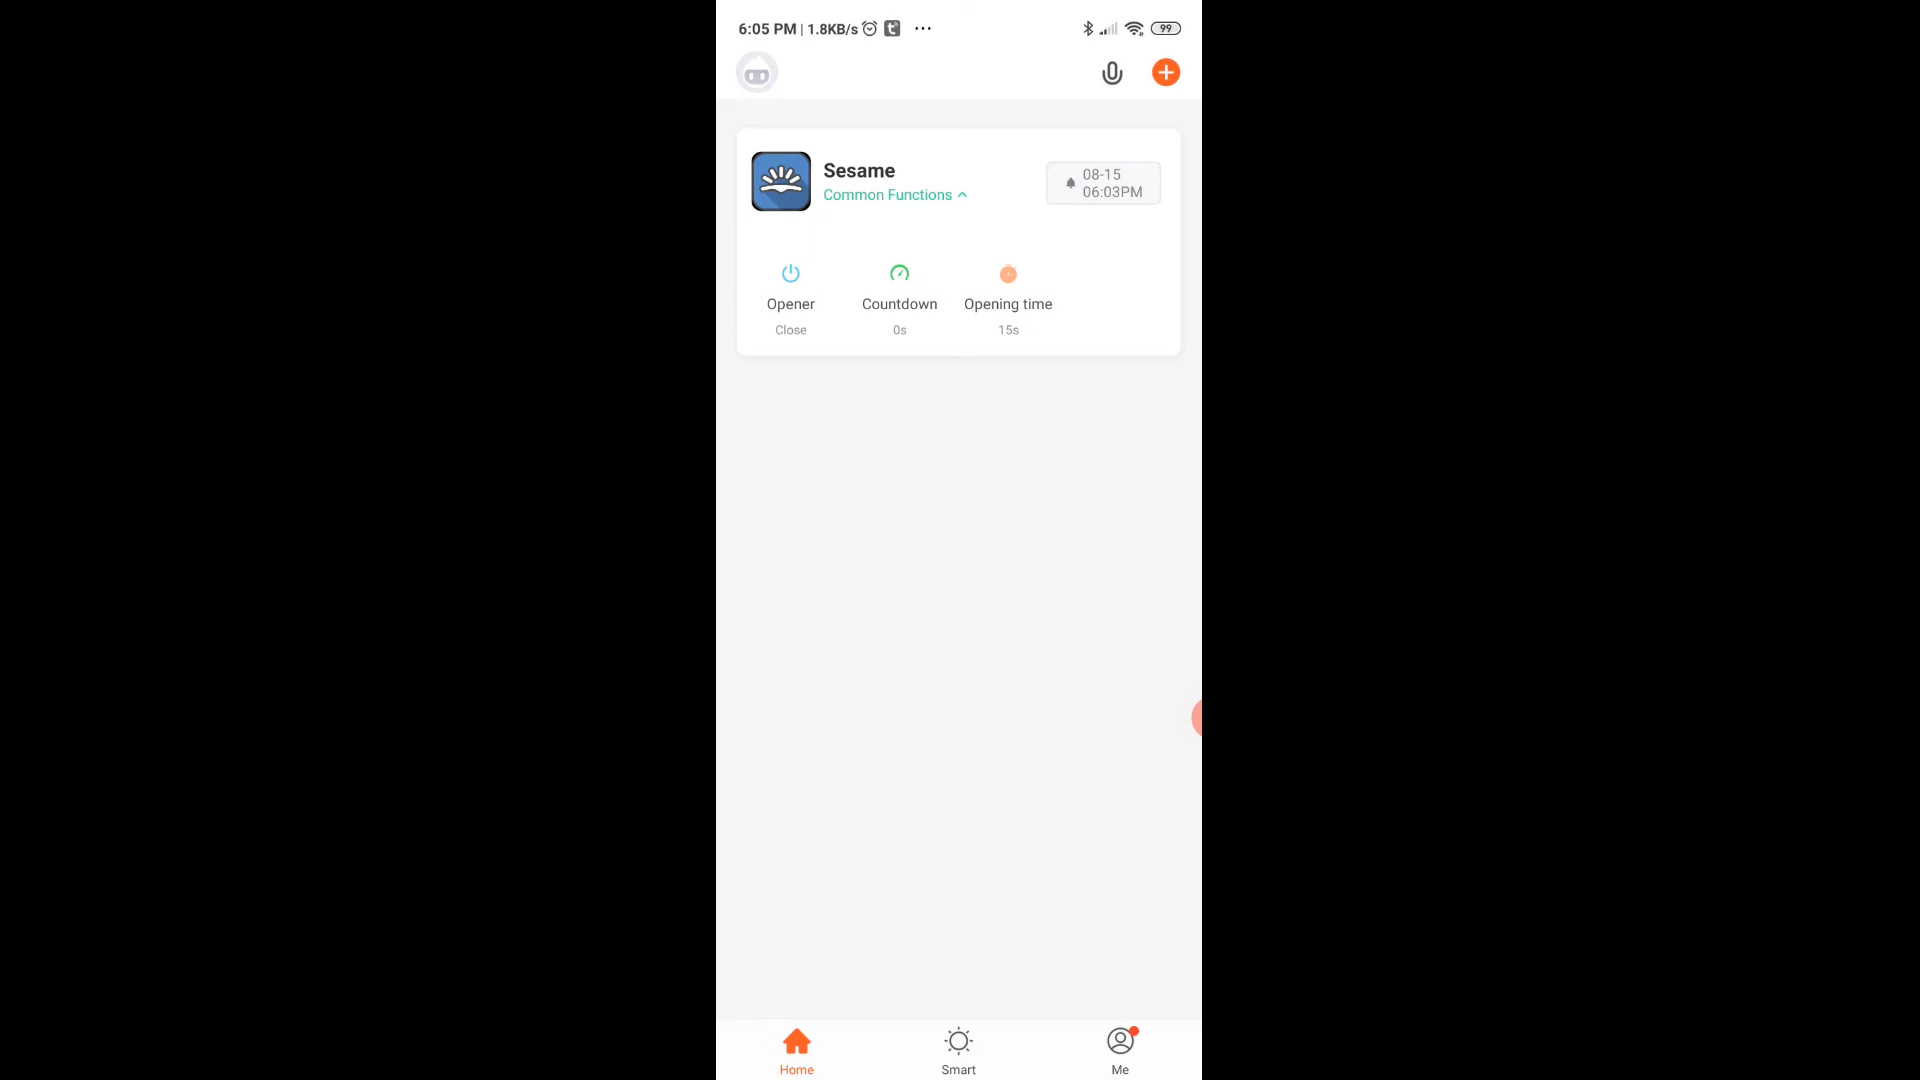 6:05 PM | 1.8KB/s t ...
99
Sesame
Common Functions
08-15
06:03PM
Opener
Close
Countdown
0s
Opening time
15s
Home
Smart
Me